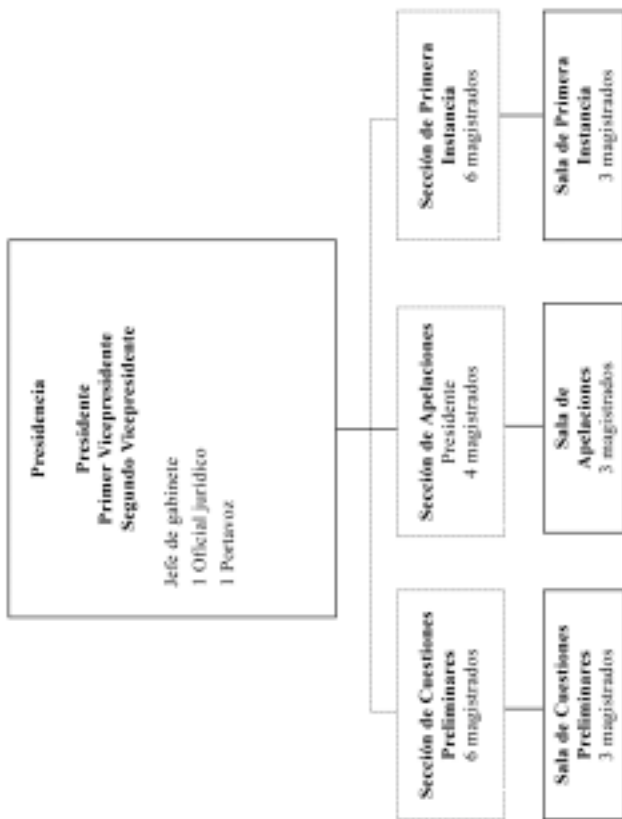 Presidencia
Presidente
Primer Vicepresidente
Segundo Vicepresidente
Jefe de gabinete
1 Oficial jurídico
1 Portavoz
Sección de Cuestiones
Preliminares
6 magistrados
Sección de Apelaciones
Presidente
4 magistrados
Sección de Primera
Instancia
6 magistrados
Sala de Cuestiones
Preliminares
3 magistrados
Sala de
Apelaciones
3 magistrados
Sala de Primera
Instancia
3 magistrados